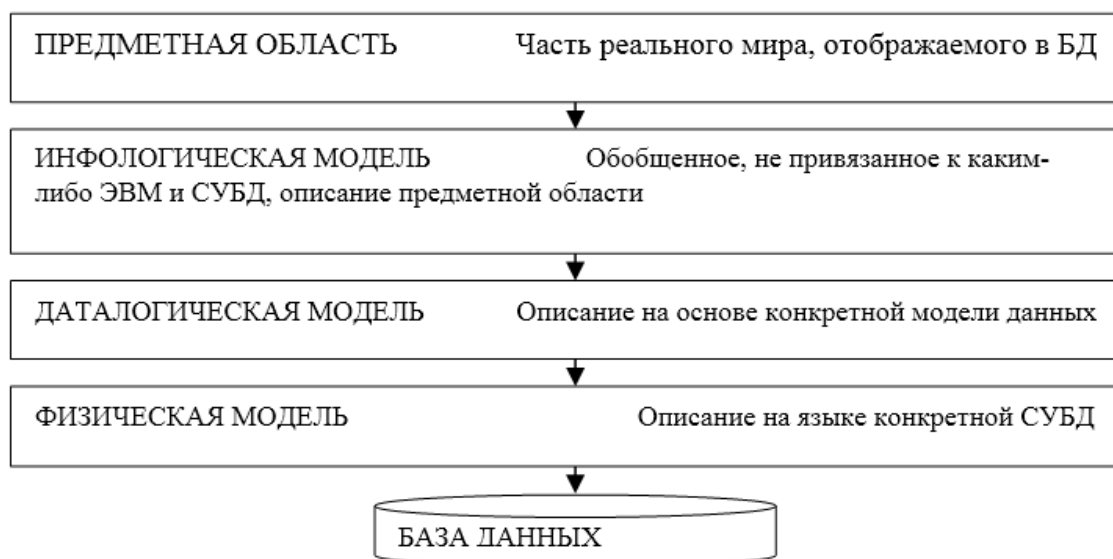 ПРЕДМЕТНАЯ ОБЛАСТЬ Часть реального мира, отображаемого в БД
ИНФОЛОГИЧЕСКАЯ МОДЕЛЬ Обобщенное, не привязанное к каким-
либо ЭВМ и СУБД, описание предметной области
ДАТАЛОГИЧЕСКАЯ МОДЕЛЬ Описание на основе конкретной модели данных
ФИЗИЧЕСКАЯ МОДЕЛЬ Описание на языке конкретной СУБД
БАЗА ДАННЫХ